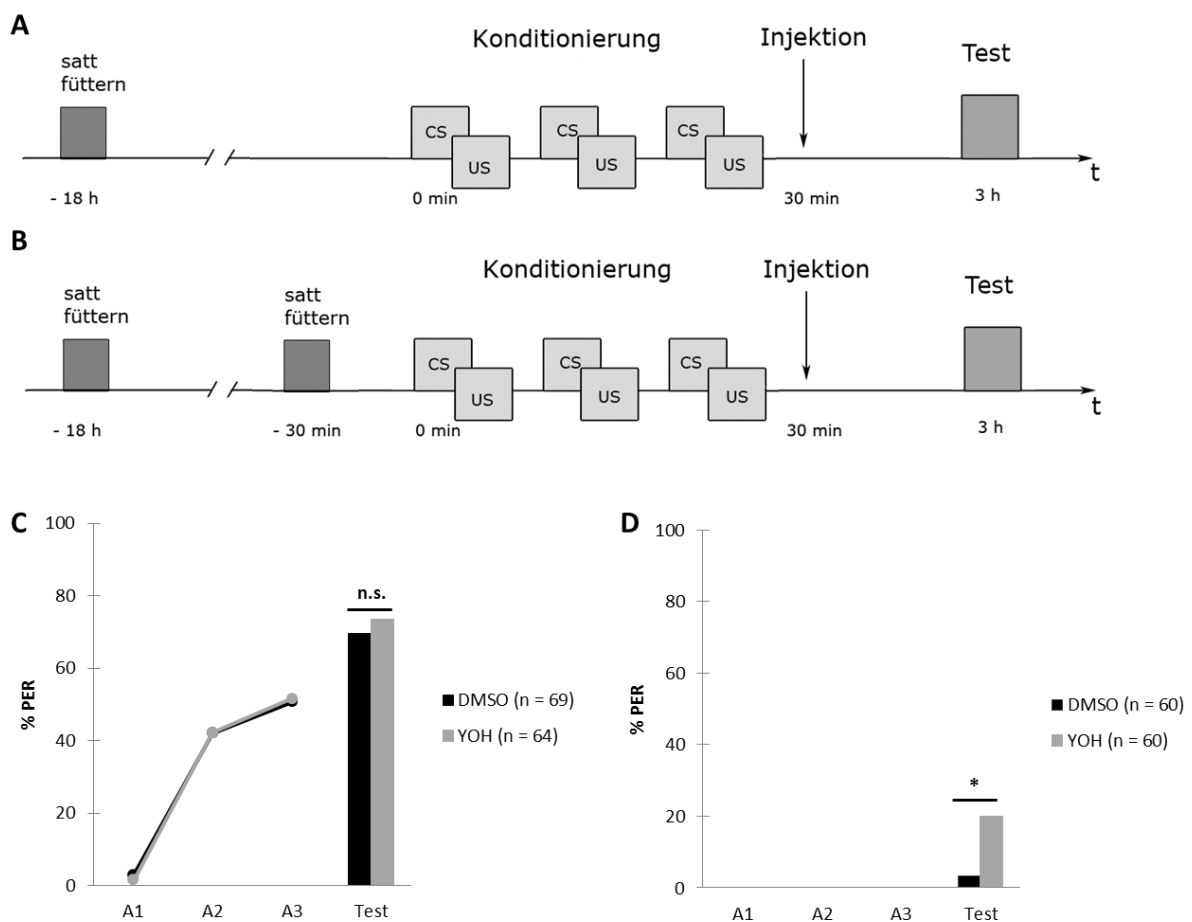 A
satt
füttern
Konditionierung
Injektion
Test
CS
US
CS
US
CS
US
t
- 18 h
0 min
30 min
3 h
B
satt
füttern
satt
füttern
Konditionierung
Injektion
Test
CS
US
CS
US
CS
US
t
- 18 h
- 30 min
0 min
30 min
3 h
C
% PER
100
80
60
40
20
0
A1
A2
A3
Test
n.s.
DMSO (n = 69)
YOH (n = 64)
D
% PER
100
80
60
40
20
0
A1
A2
A3
Test
*
DMSO (n = 60)
YOH (n = 60)